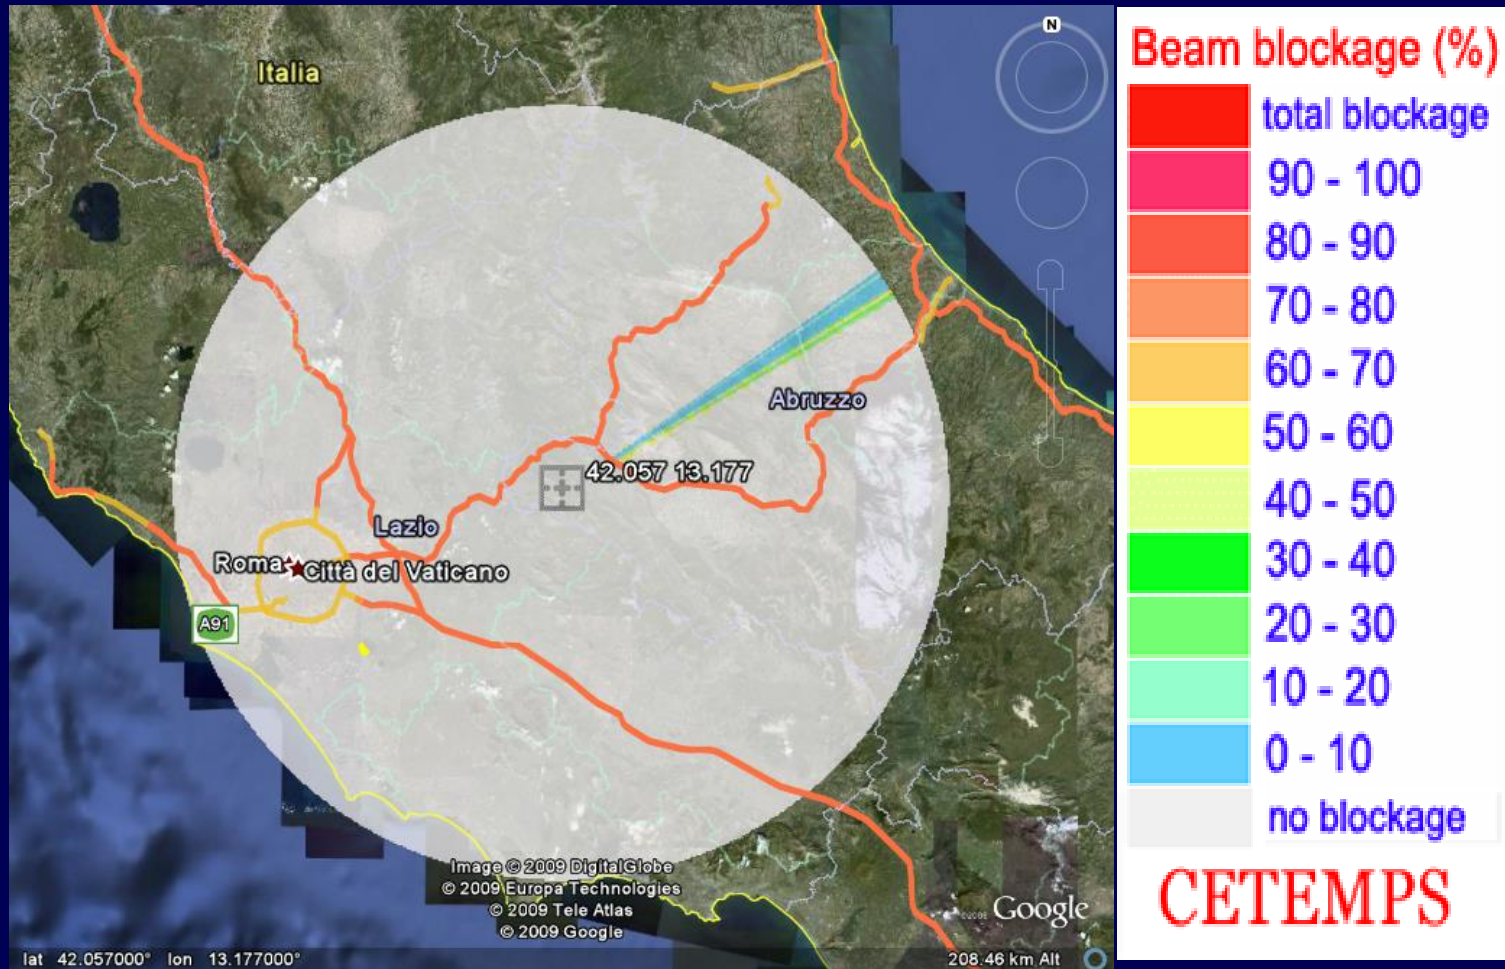 N
Italia
Abruzzo
42.057 13.177
Lazio
Roma
Città del Vaticano
A91
Image © 2009 DigitalGlobe
© 2009 Europa Technologies
© 2009 Tele Atlas
© 2009 Google
Google
lat 42.057000° lon 13.177000°
208.46 km Alt
Beam blockage (%)
total blockage
90 - 100
80 - 90
70 - 80
60 - 70
50 - 60
40 - 50
30 - 40
20 - 30
10 - 20
0 - 10
no blockage
CETEMPS